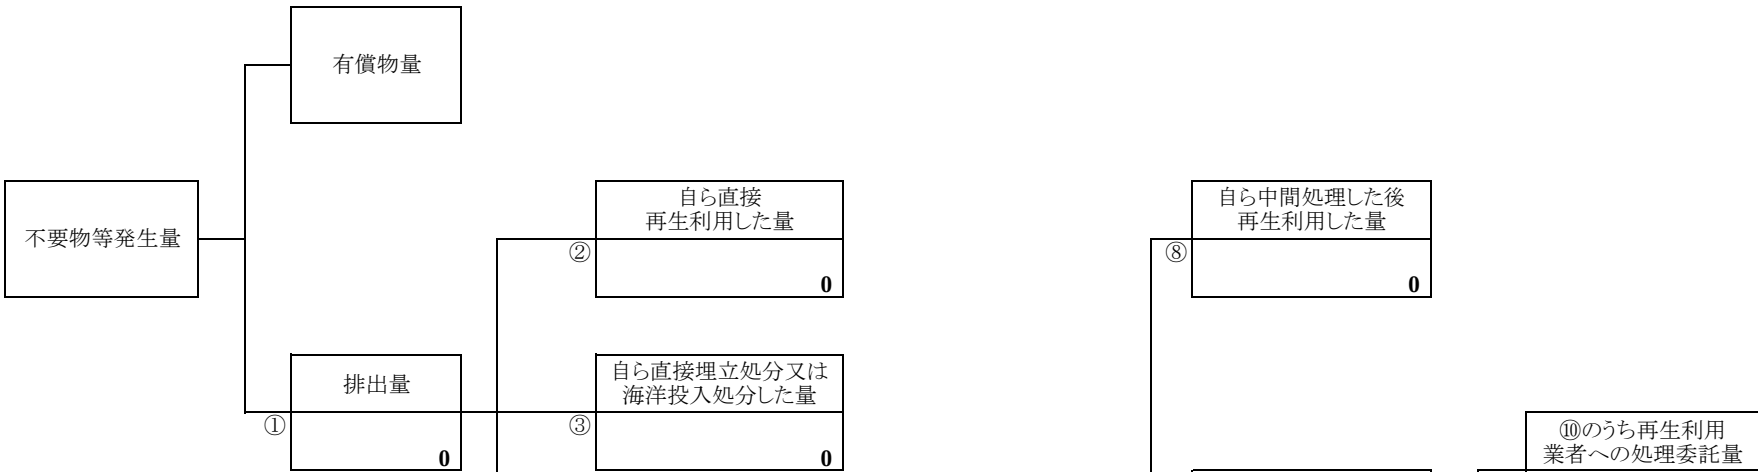 有償物量
不要物等発生量
自ら直接
再生利用した量
②
0
自ら中間処理した後
再生利用した量
⑧
0
排出量
①
0
自ら直接埋立処分又は
海洋投入処分した量
③
0
⑩のうち再生利用
業者への処理委託量